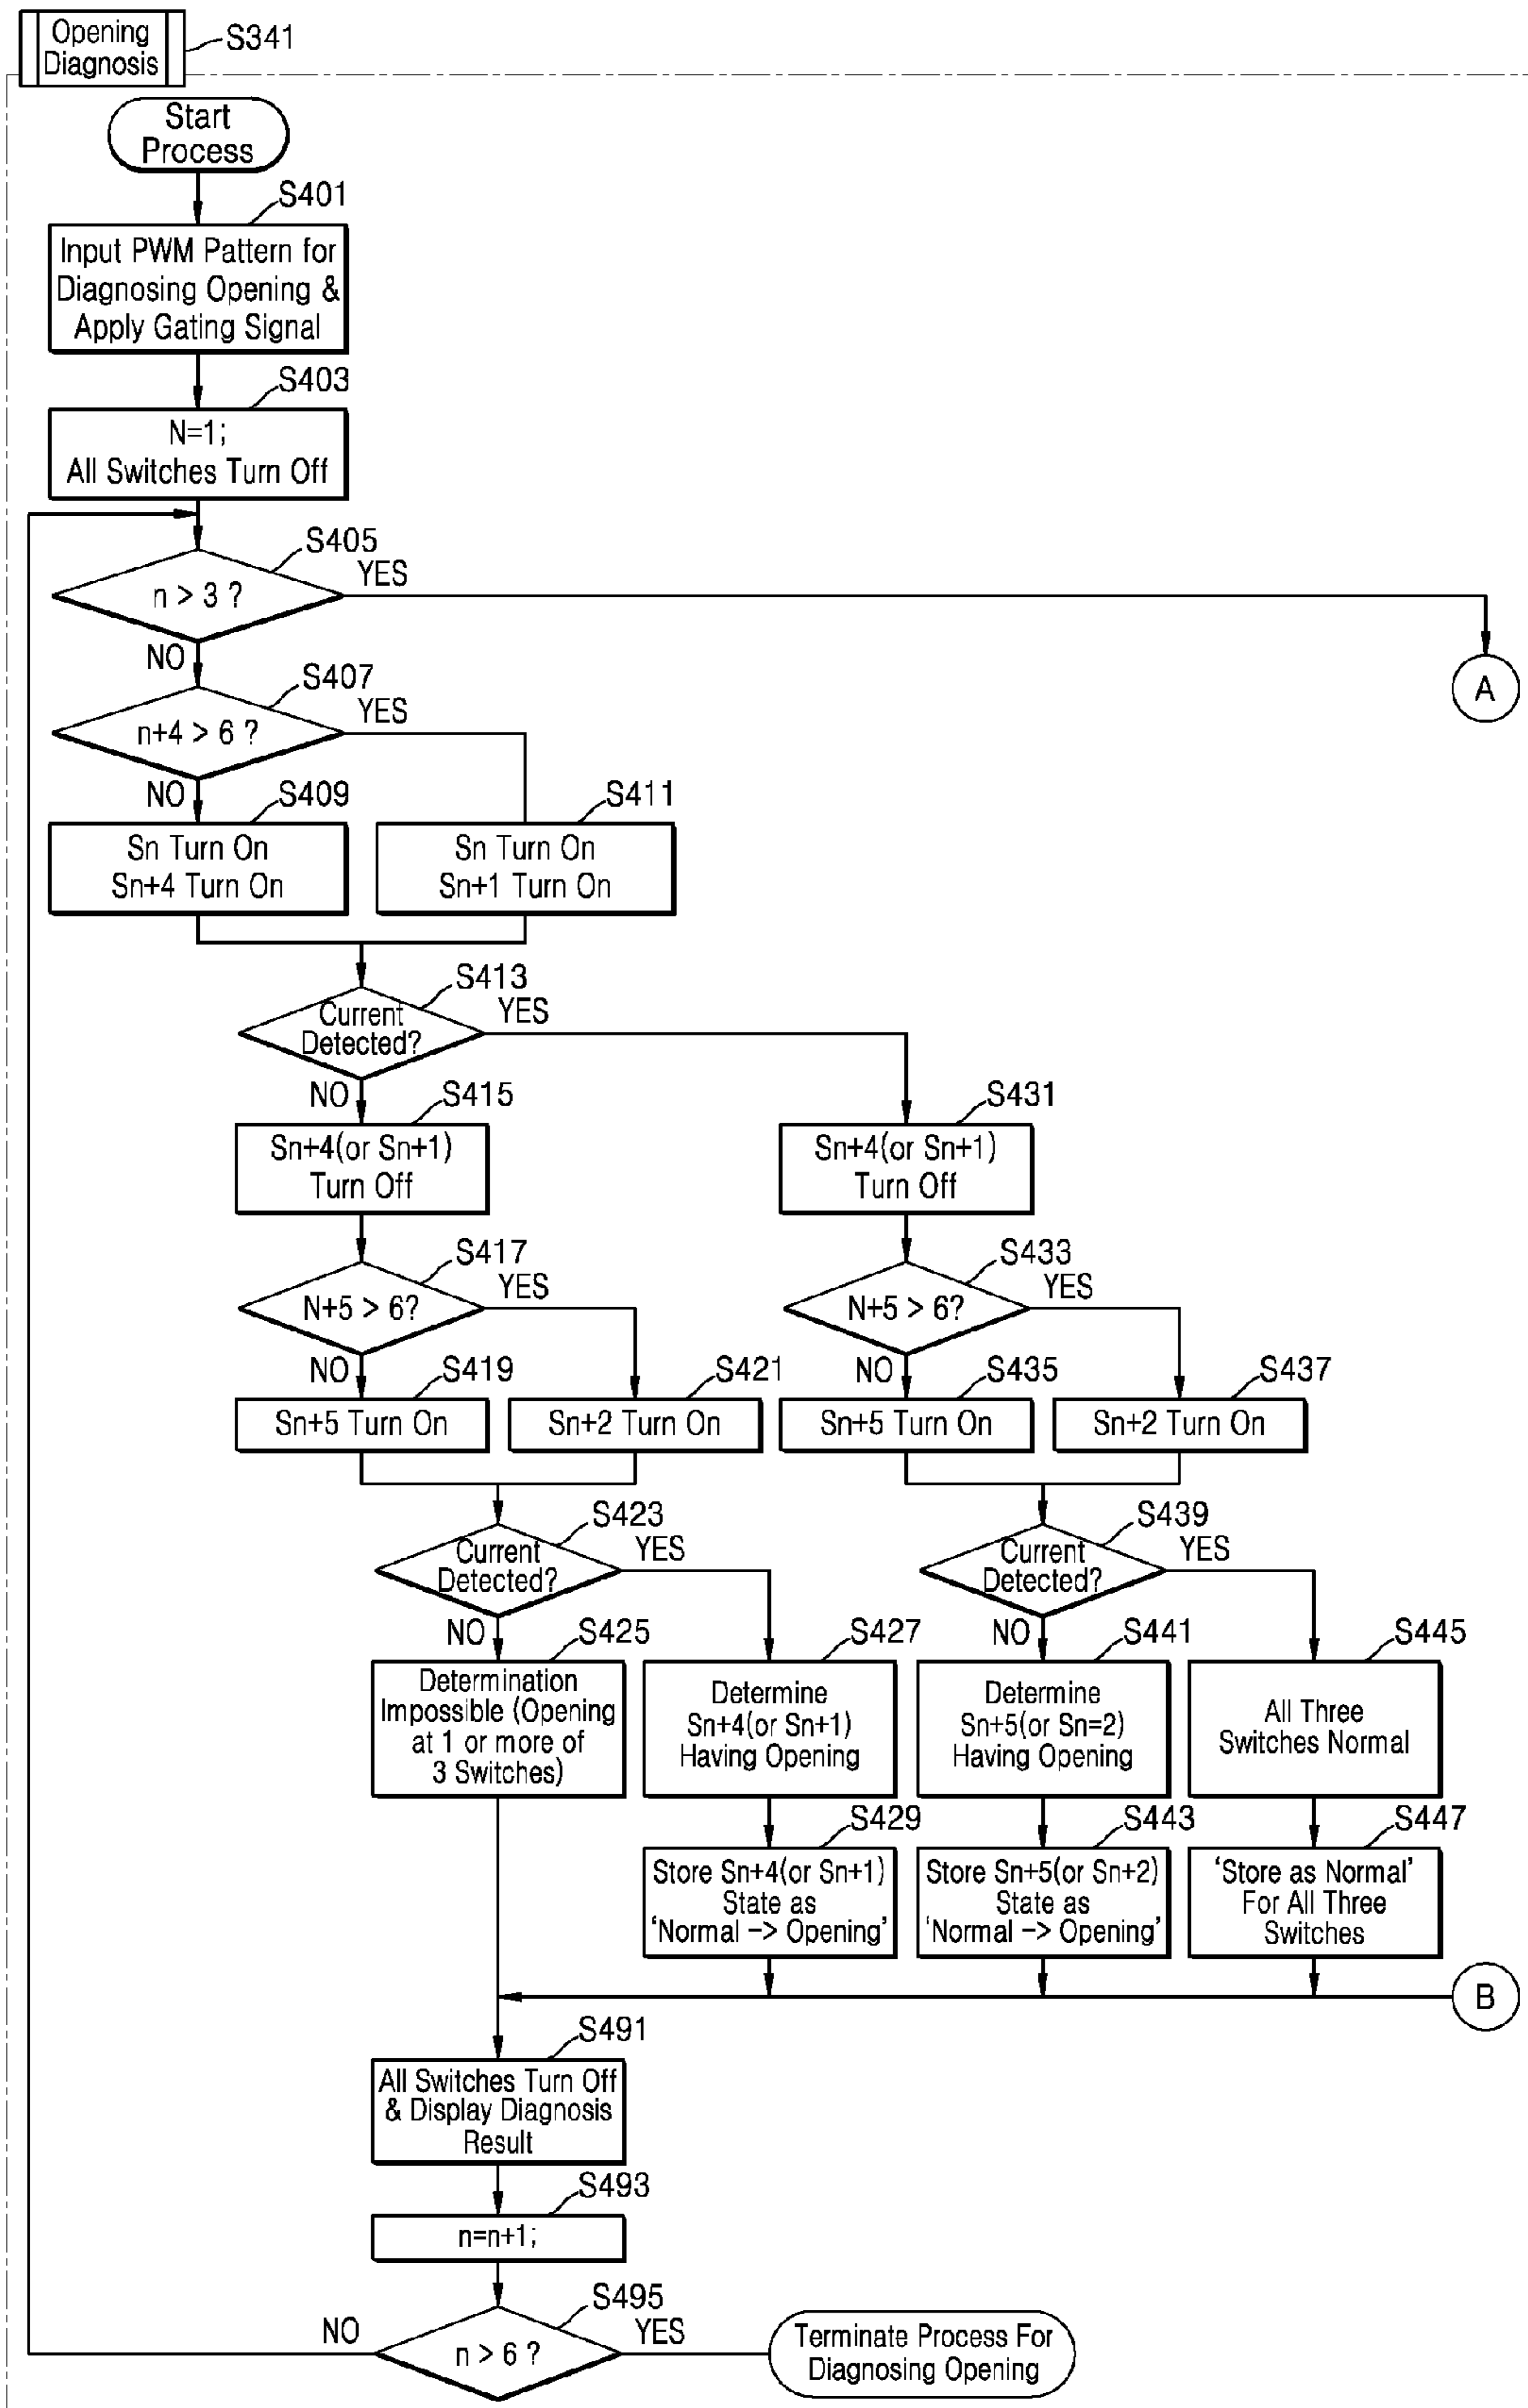 Opening
Diagnosis
S341
Start
Process
S401
Input PWM Pattern for
Diagnosing Opening &
Apply Gating Signal
S403
N=1;
All Switches Turn Off
S405
n > 3 ?
YES
NO
A
S407
n+4 > 6 ?
YES
NO
S409
Sn Turn On
Sn+4 Turn On
S411
Sn Turn On
Sn+1 Turn On
S413
Current
Detected?
YES
NO
S415
Sn+4(or Sn+1)
Turn Off
S431
Sn+4(or Sn+1)
Turn Off
S417
N+5 > 6?
YES
NO
S433
N+5 > 6?
YES
NO
S419
Sn+5 Turn On
S421
Sn+2 Turn On
S435
Sn+5 Turn On
S437
Sn+2 Turn On
S423
Current
Detected?
YES
NO
S439
Current
Detected?
YES
NO
S425
Determination
Impossible (Opening
at 1 or more of
3 Switches)
S427
Determine
Sn+4(or Sn+1)
Having Opening
S441
Determine
Sn+5(or Sn=2)
Having Opening
S445
All Three
Switches Normal
S429
Store Sn+4(or Sn+1)
State as
‘Normal –> Opening’
S443
Store Sn+5(or Sn+2)
State as
‘Normal –> Opening’
S447
‘Store as Normal’
For All Three
Switches
B
S491
All Switches Turn Off
& Display Diagnosis
Result
S493
n=n+1;
S495
n > 6 ?
NO
YES
Terminate Process For
Diagnosing Opening